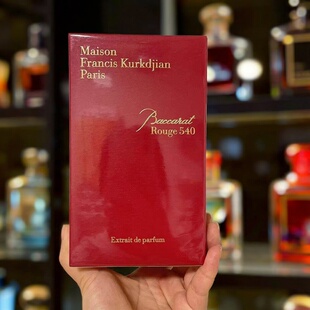 Maison
Francis Kurkdjian
Paris
Baccarat
Rouge 540
Extrait de parfum